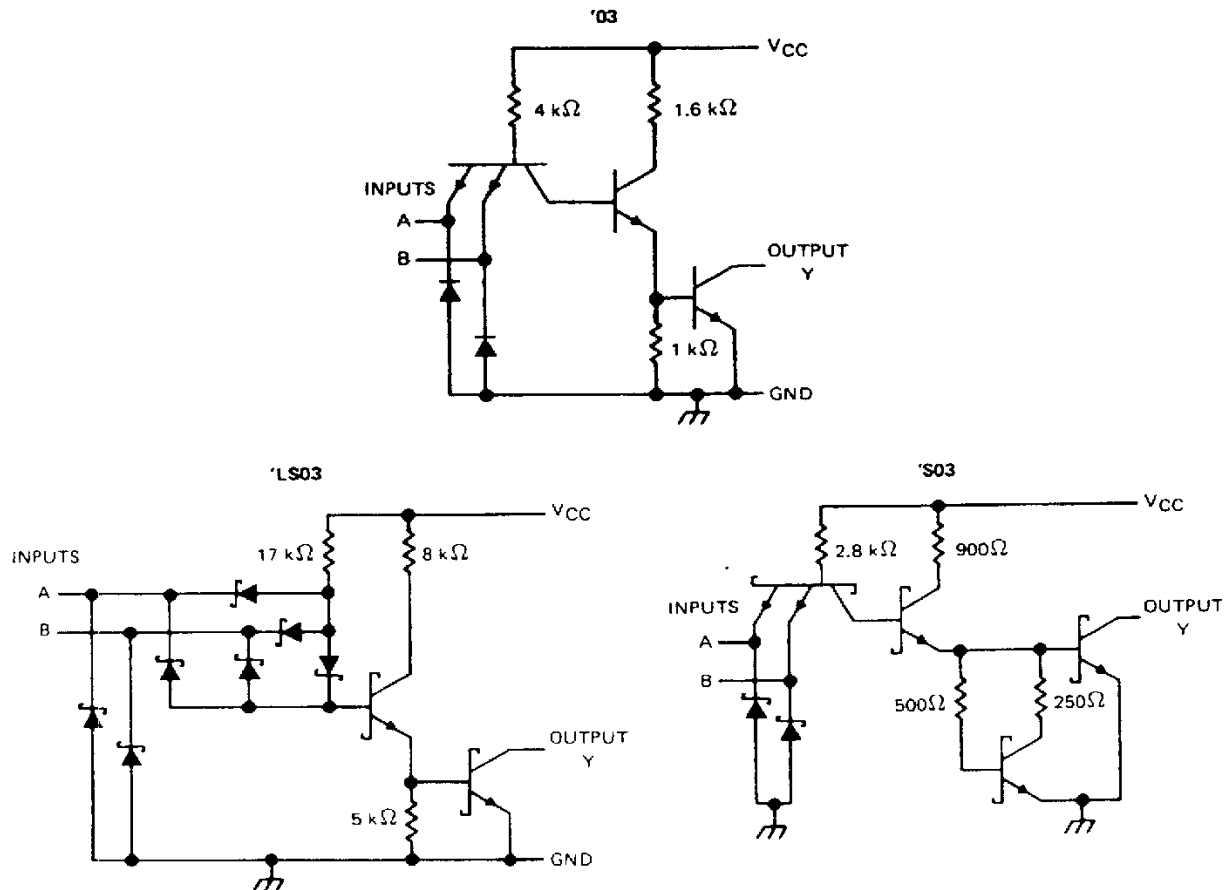 '03
VCC
4 kΩ
1.6 kΩ
INPUTS
A
B
OUTPUT
Y
1 kΩ
GND
'LS03
VCC
17 kΩ
8 kΩ
INPUTS
A
B
OUTPUT
Y
5 kΩ
GND
'S03
VCC
2.8 kΩ
900Ω
INPUTS
A
B
OUTPUT
Y
500Ω
250Ω